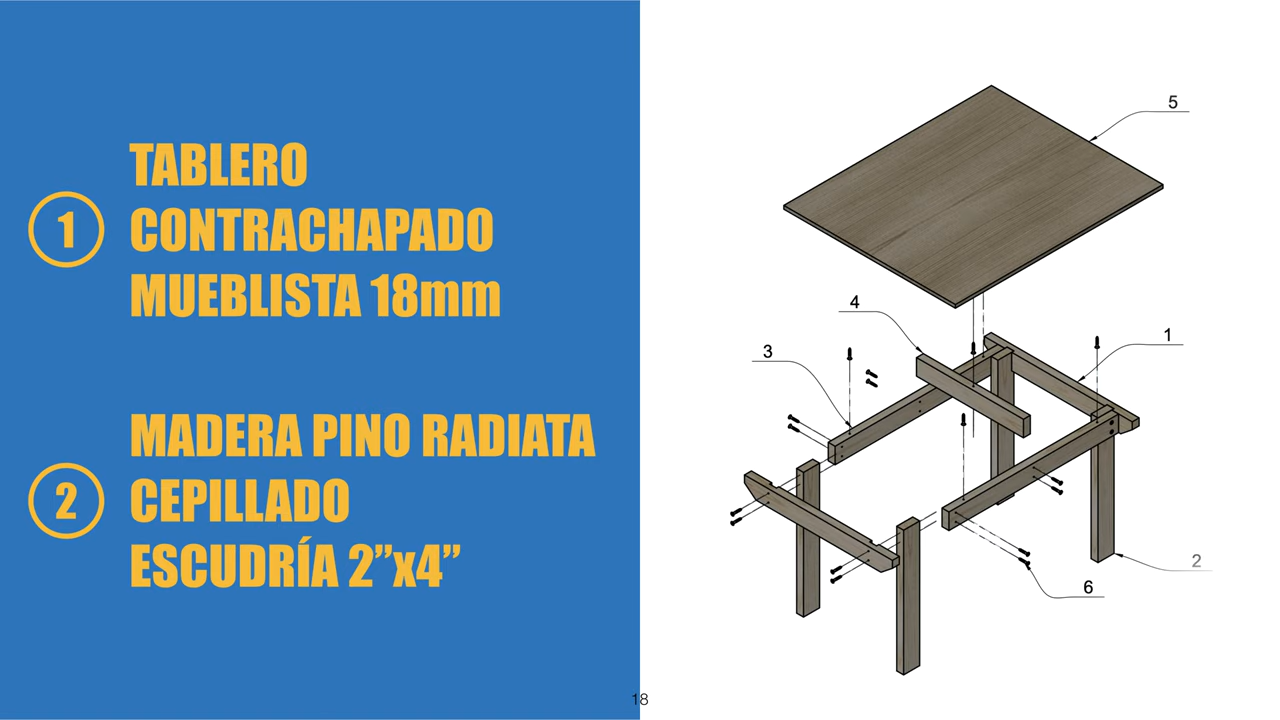 1
TABLERO
CONTRACHAPADO
MUEBLISTA 18mm
2
MADERA PINO RADIATA
CEPILLADO
ESCUDRÍA 2”x4”
5
4
3
1
2
6
18